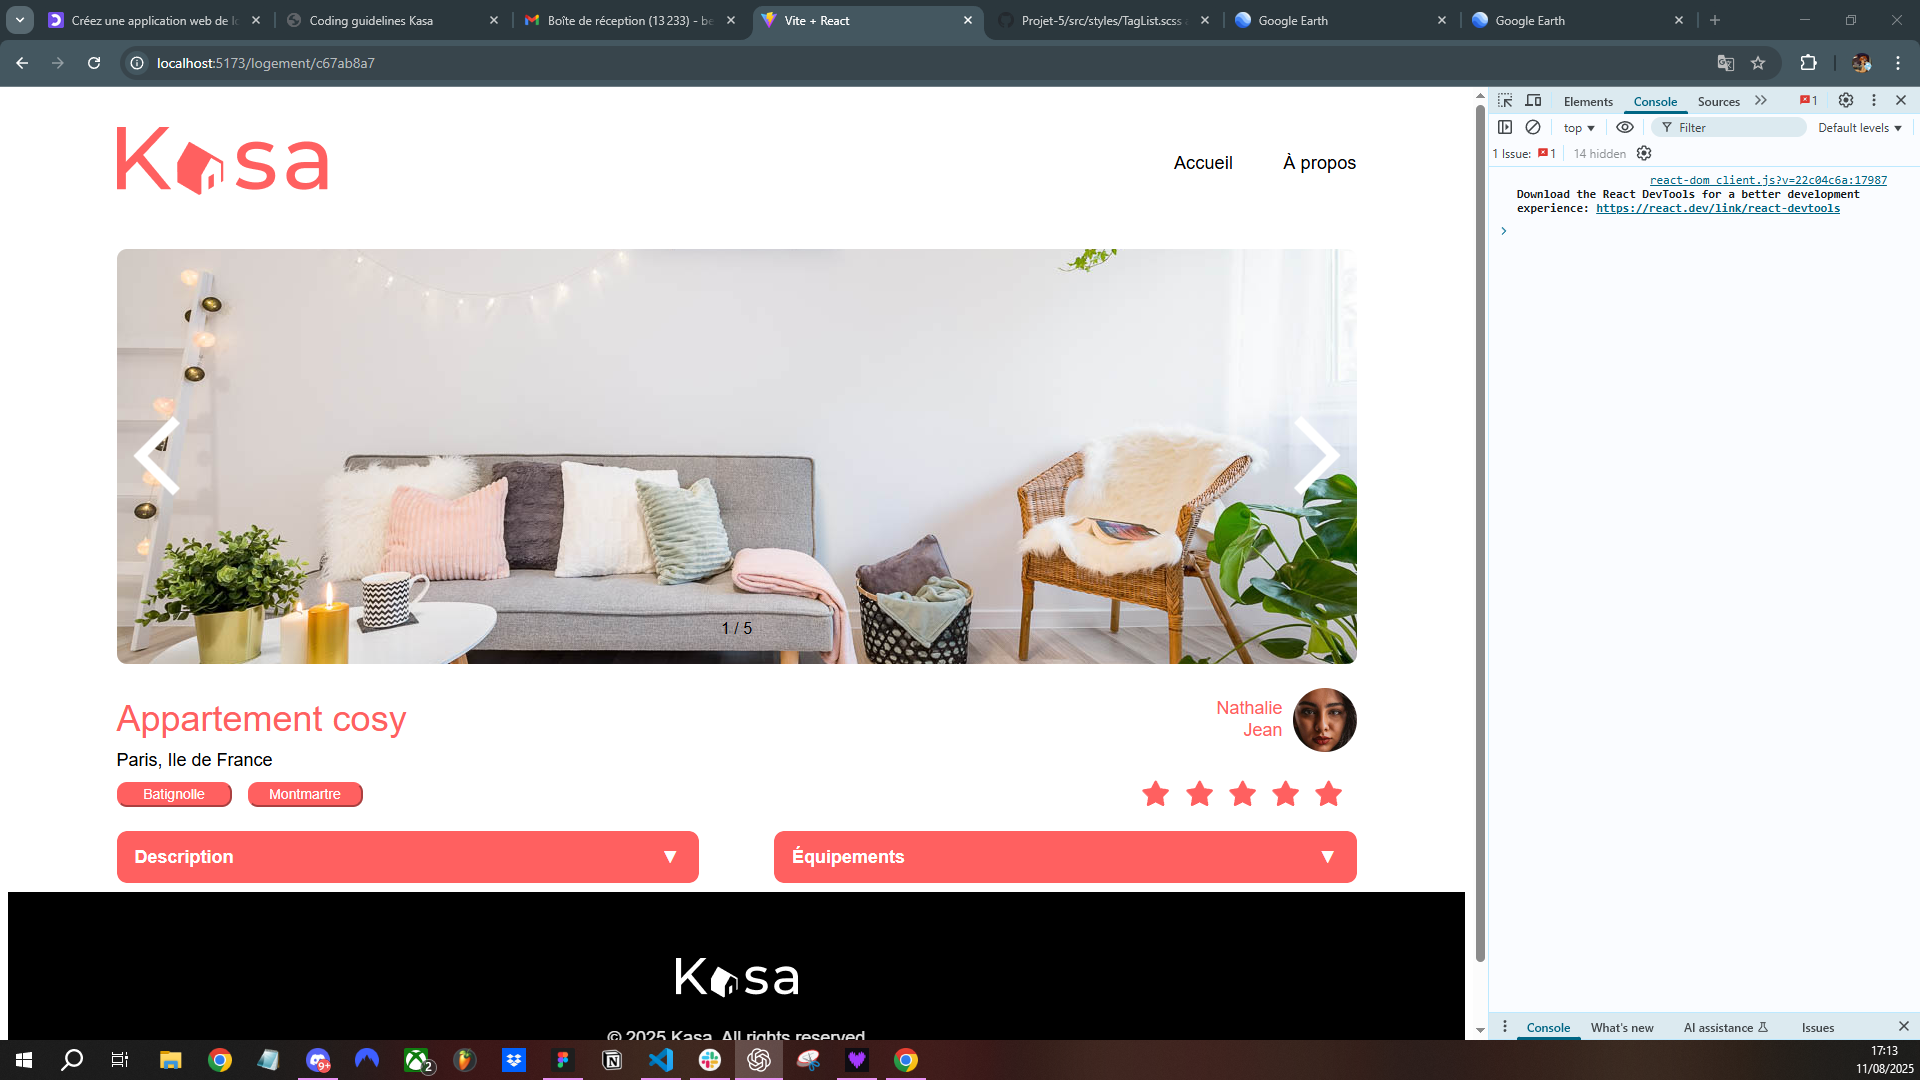 Créez une application web de lo
Coding guidelines Kasa
Boîte de réception (13 233) - be
Vite + React
Projet-5/src/styles/TagList.scss
Google Earth
Google Earth
localhost:5173/logement/c67ab8a7
Kasa
Accueil
À propos
1 / 5
Appartement cosy
Nathalie
Jean
Paris, Ile de France
Batignolle
Montmartre
Description ▼
Équipements ▼
Kasa
© 2025 Kasa. All rights reserved
Elements
Console
Sources
1
top ▼
Filter
Default levels ▼
1 Issue: 1
14 hidden
react-dom_client.js?v=22c04c6a:17987
Download the React DevTools for a better development
experience: https://react.dev/link/react-devtools
Console
What's new
AI assistance
Issues
9+
2
17:13
11/08/2025